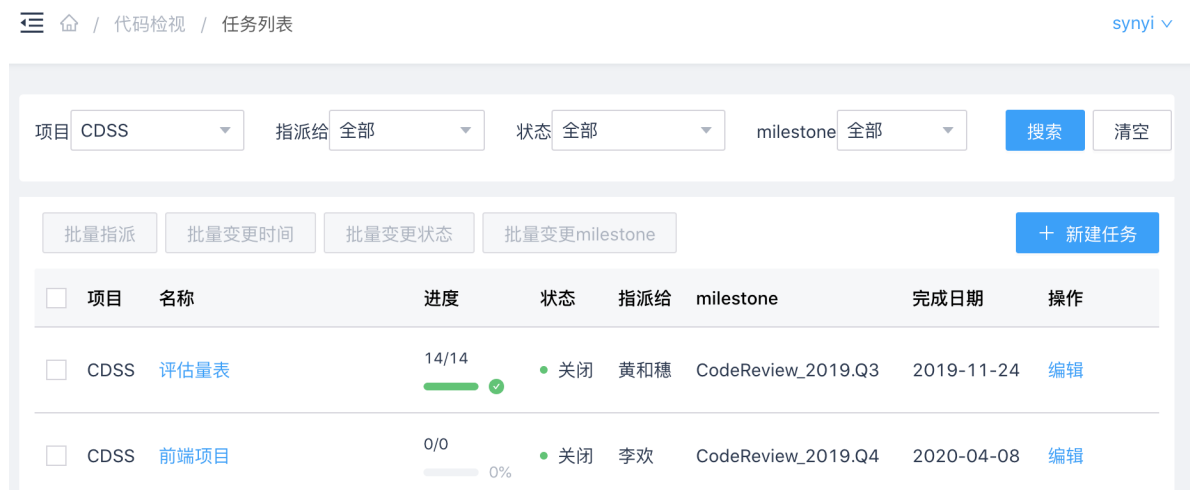 / 代码检视 / 任务列表 synyi
项目 CDSS 指派给 全部 状态 全部 milestone 全部 搜索 清空
批量指派 批量变更时间 批量变更状态 批量变更milestone + 新建任务
项目 名称 进度 状态 指派给 milestone 完成日期 操作
CDSS 评估量表 14/14 关闭 黄和穗 CodeReview_2019.Q3 2019-11-24 编辑
CDSS 前端项目 0/0 0% 关闭 李欢 CodeReview_2019.Q4 2020-04-08 编辑